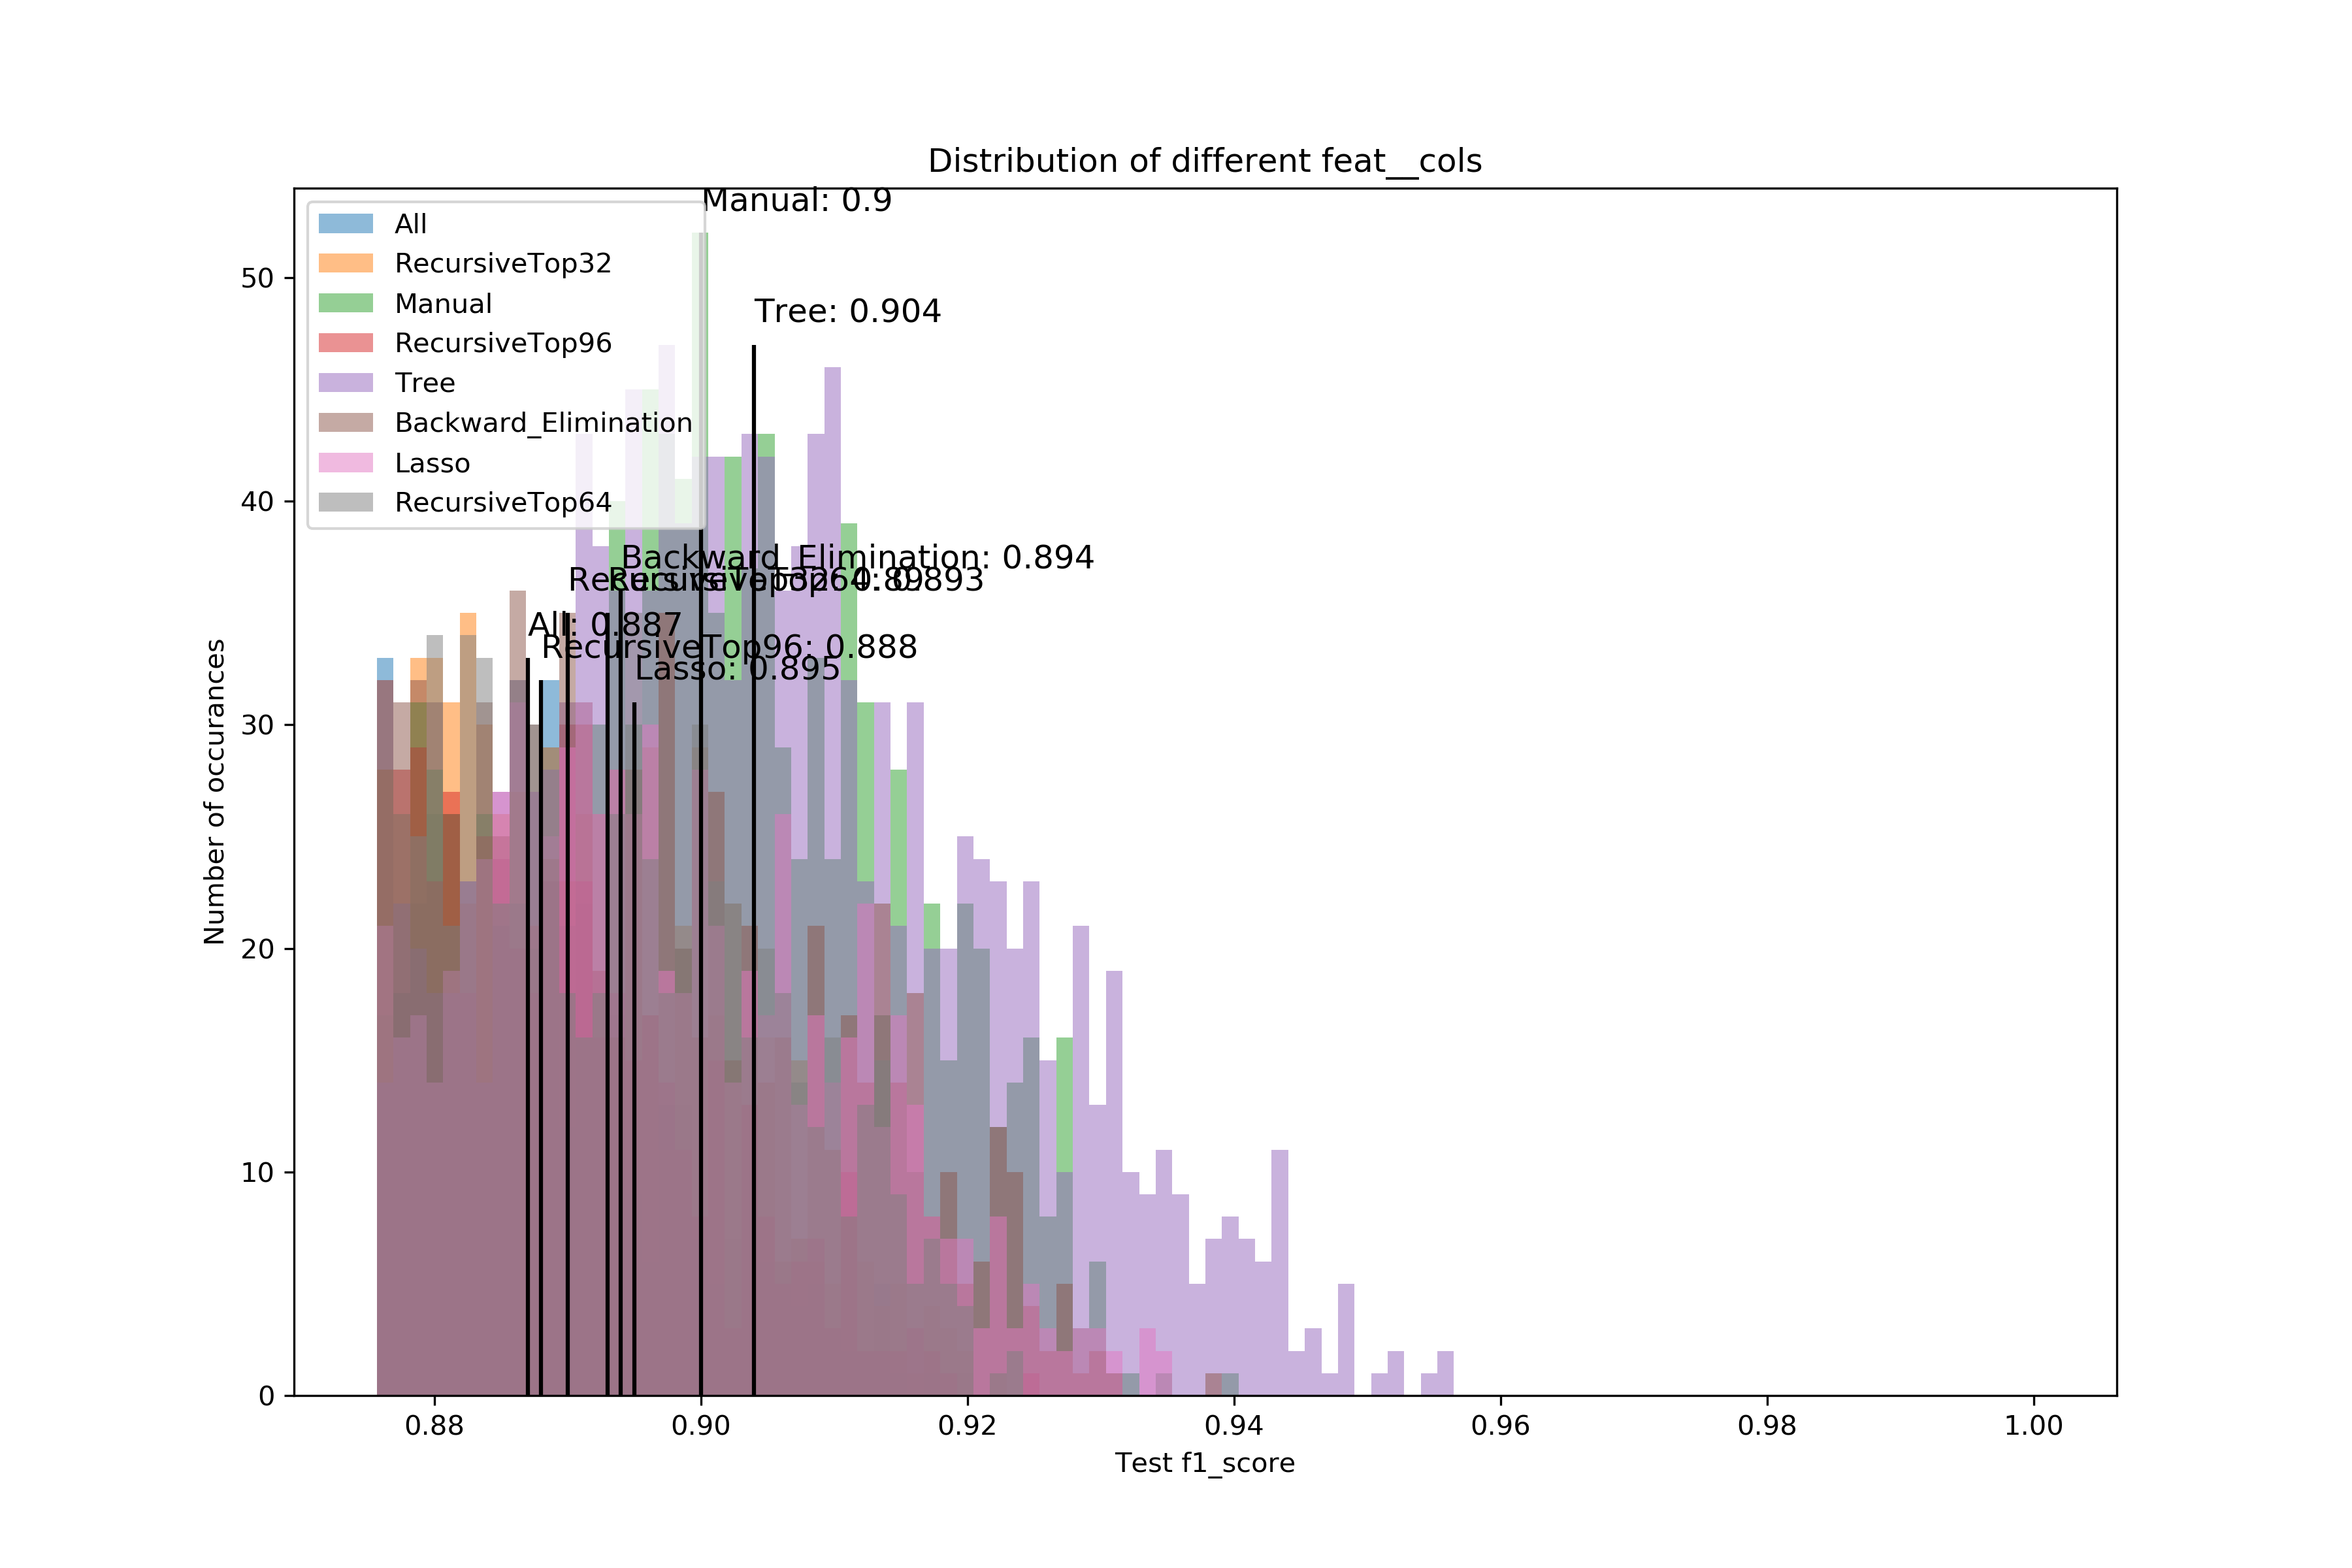 Distribution of different feat__cols
Manual: 0.9
All
RecursiveTop32
Manual
RecursiveTop96
Tree
Backward_Elimination
Lasso
RecursiveTop64
Tree: 0.904
Backward_Elimination: 0.894
RecursiveTop32: 0.89
RecursiveTop64: 0.893
All: 0.887
RecursiveTop96: 0.888
Lasso: 0.895
Number of occurances
50
40
30
20
10
0
0.88 0.90 0.92 0.94 0.96 0.98 1.00
Test f1_score